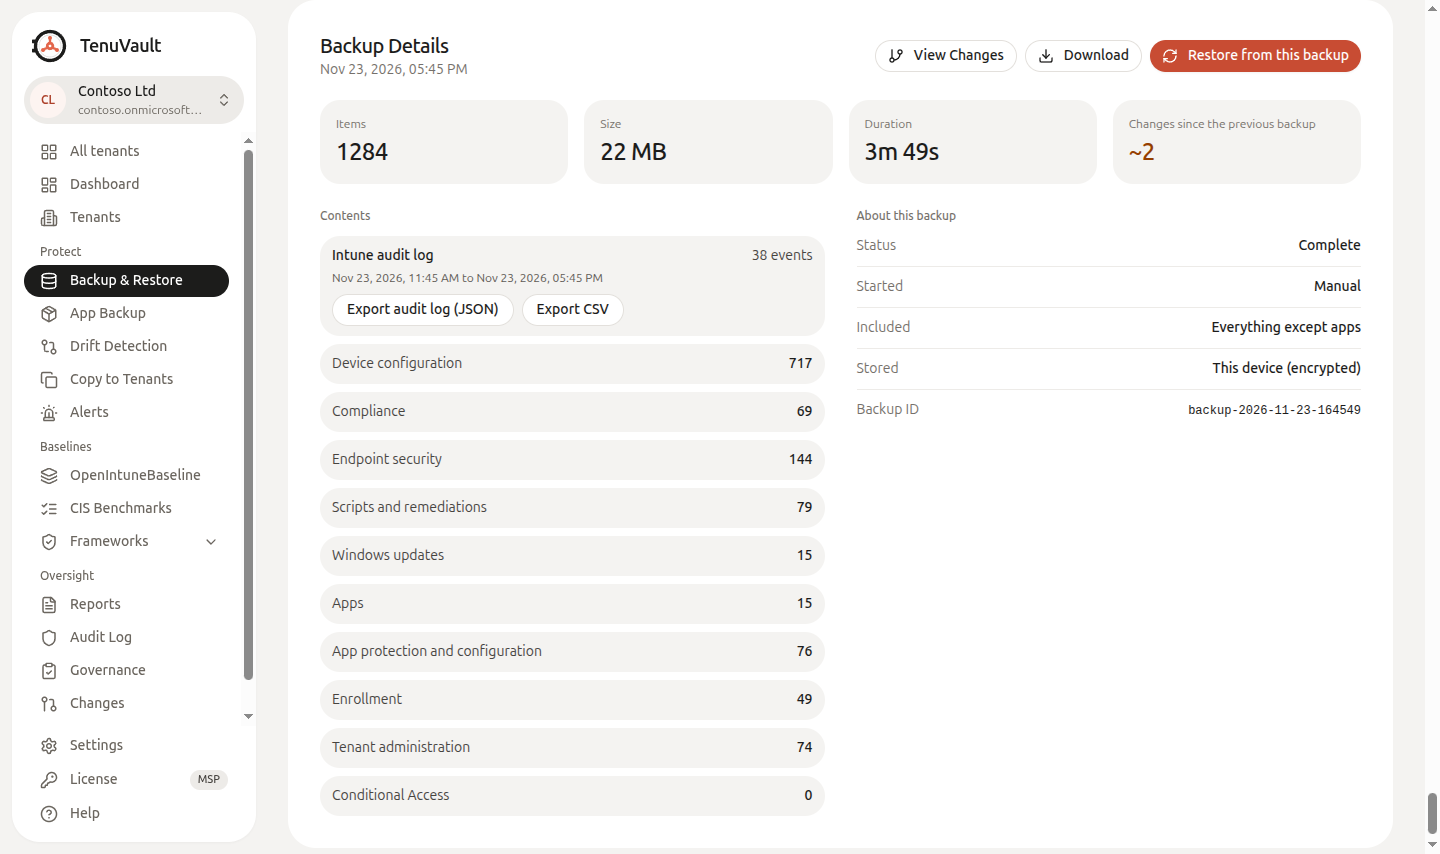 TenuVault
CL
Contoso Ltd
contoso.onmicrosoft...
All tenants
Dashboard
Tenants
Protect
Backup & Restore
App Backup
Drift Detection
Copy to Tenants
Alerts
Baselines
OpenIntuneBaseline
CIS Benchmarks
Frameworks
Oversight
Reports
Audit Log
Governance
Changes
Settings
License MSP
Help
Backup Details
Nov 23, 2026, 05:45 PM
View Changes
Download
Restore from this backup
Items
1284
Size
22 MB
Duration
3m 49s
Changes since the previous backup
~2
Contents
Intune audit log 38 events
Nov 23, 2026, 11:45 AM to Nov 23, 2026, 05:45 PM
Export audit log (JSON) Export CSV
Device configuration 717
Compliance 69
Endpoint security 144
Scripts and remediations 79
Windows updates 15
Apps 15
App protection and configuration 76
Enrollment 49
Tenant administration 74
Conditional Access 0
About this backup
Status Complete
Started Manual
Included Everything except apps
Stored This device (encrypted)
Backup ID backup-2026-11-23-164549